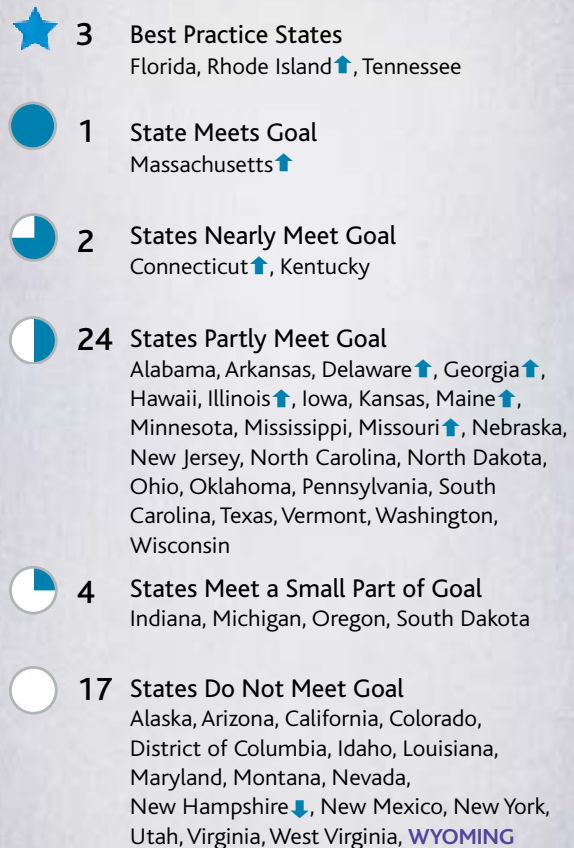 3 Best Practice States
Florida, Rhode Island⬆, Tennessee
1 State Meets Goal
Massachusetts⬆
2 States Nearly Meet Goal
Connecticut⬆, Kentucky
24 States Partly Meet Goal
Alabama, Arkansas, Delaware⬆, Georgia⬆,
Hawaii, Illinois⬆, Iowa, Kansas, Maine⬆,
Minnesota, Mississippi, Missouri⬆, Nebraska,
New Jersey, North Carolina, North Dakota,
Ohio, Oklahoma, Pennsylvania, South
Carolina, Texas, Vermont, Washington,
Wisconsin
4 States Meet a Small Part of Goal
Indiana, Michigan, Oregon, South Dakota
17 States Do Not Meet Goal
Alaska, Arizona, California, Colorado,
District of Columbia, Idaho, Louisiana,
Maryland, Montana, Nevada,
New Hampshire⬇, New Mexico, New York,
Utah, Virginia, West Virginia, WYOMING